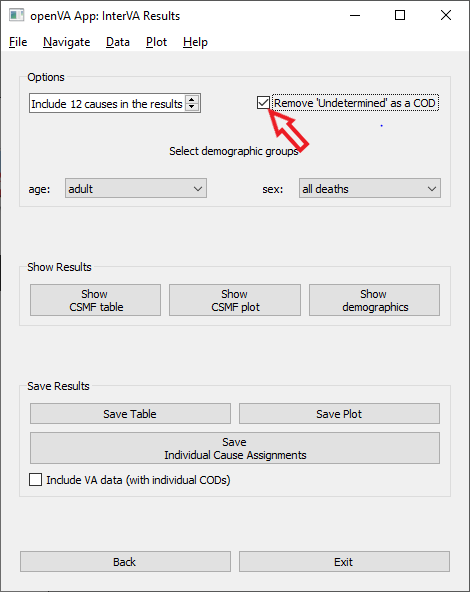 openVA App: InterVA Results
File Navigate Data Plot Help
Options
Include 12 causes in the results
Remove 'Undetermined' as a COD
Select demographic groups
age: adult sex: all deaths
Show Results
Show Show Show
CSMF table CSMF plot demographics
Save Results
Save Table Save Plot
Save
Individual Cause Assignments
Include VA data (with individual CODs)
Back Exit